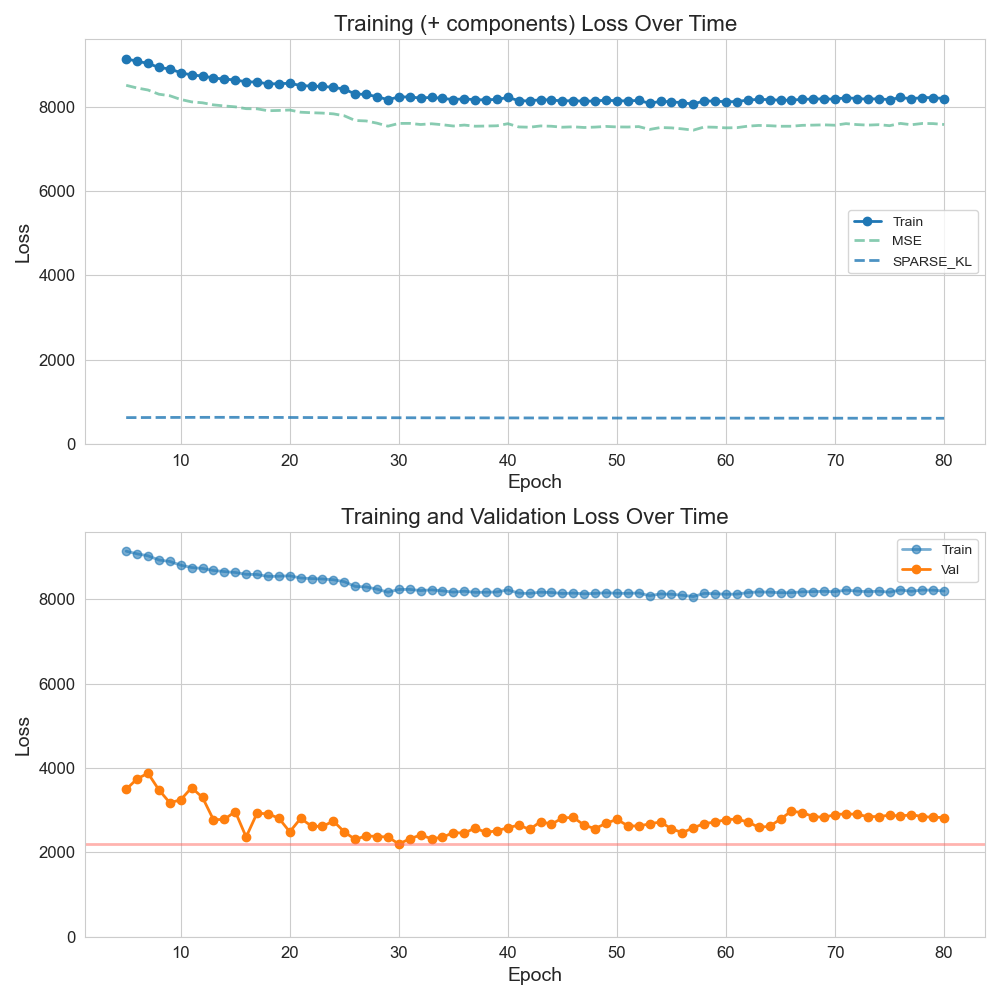 Training (+ components) Loss Over Time
Loss
8000
6000
4000
2000
0
Train
MSE
SPARSE_KL
10 20 30 40 50 60 70 80
Epoch
Training and Validation Loss Over Time
Loss
8000
6000
4000
2000
0
Train
Val
10 20 30 40 50 60 70 80
Epoch